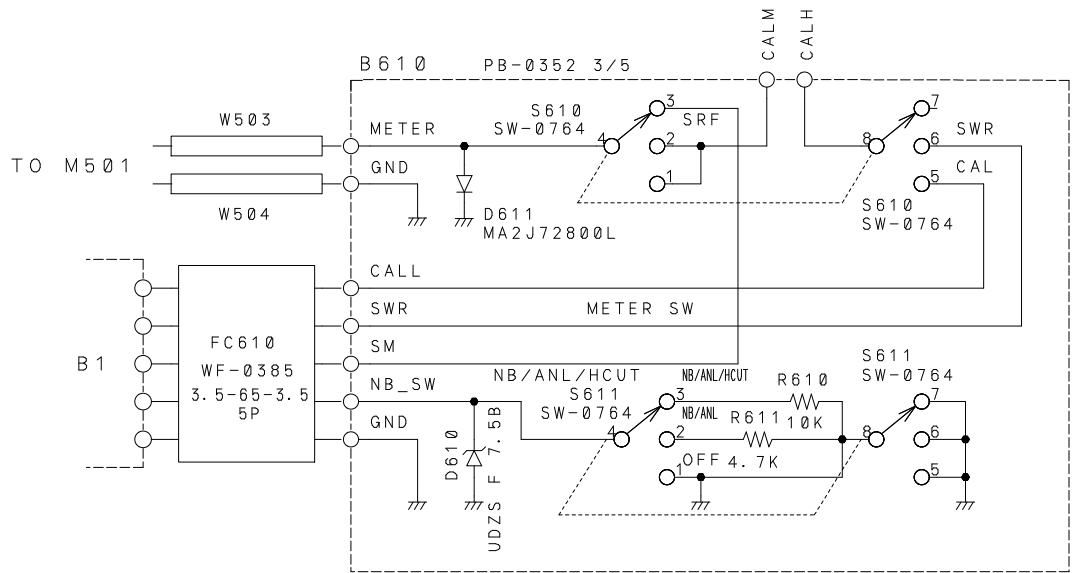 CALM
CALH
B610
PB-0352 3/5
W503
METER
S610
SW-0764
3
SRF
4
2
1
7
8
6
SWR
CAL
5
S610
SW-0764
TO M501
GND
W504
D611
MA2J72800L
CALL
SWR
METER SW
B1
FC610
WF-0385
3.5-65-3.5
5P
SM
NB_SW
GND
D610
UDZS F 7.5B
NB/ANL/HCUT
S611
SW-0764
NB/ANL/HCUT
3
R610
10K
NB/ANL
R611
4
2
OFF
4.7K
1
S611
SW-0764
7
8
6
5